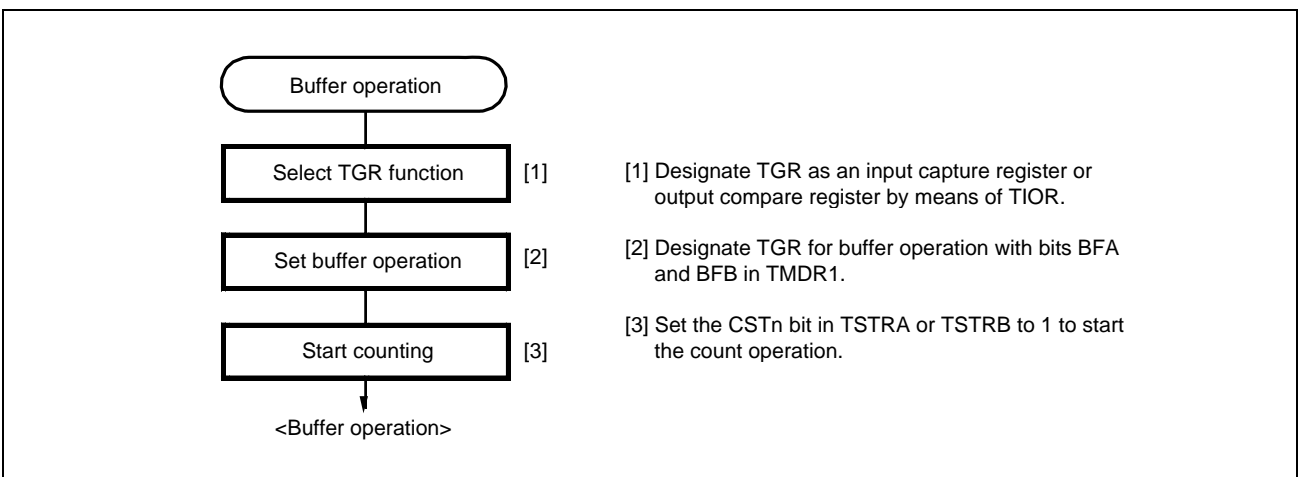 Buffer operation
Select TGR function [1]
Set buffer operation [2]
Start counting [3]
<Buffer operation>
[1] Designate TGR as an input capture register or
output compare register by means of TIOR.
[2] Designate TGR for buffer operation with bits BFA
and BFB in TMDR1.
[3] Set the CSTn bit in TSTRA or TSTRB to 1 to start
the count operation.